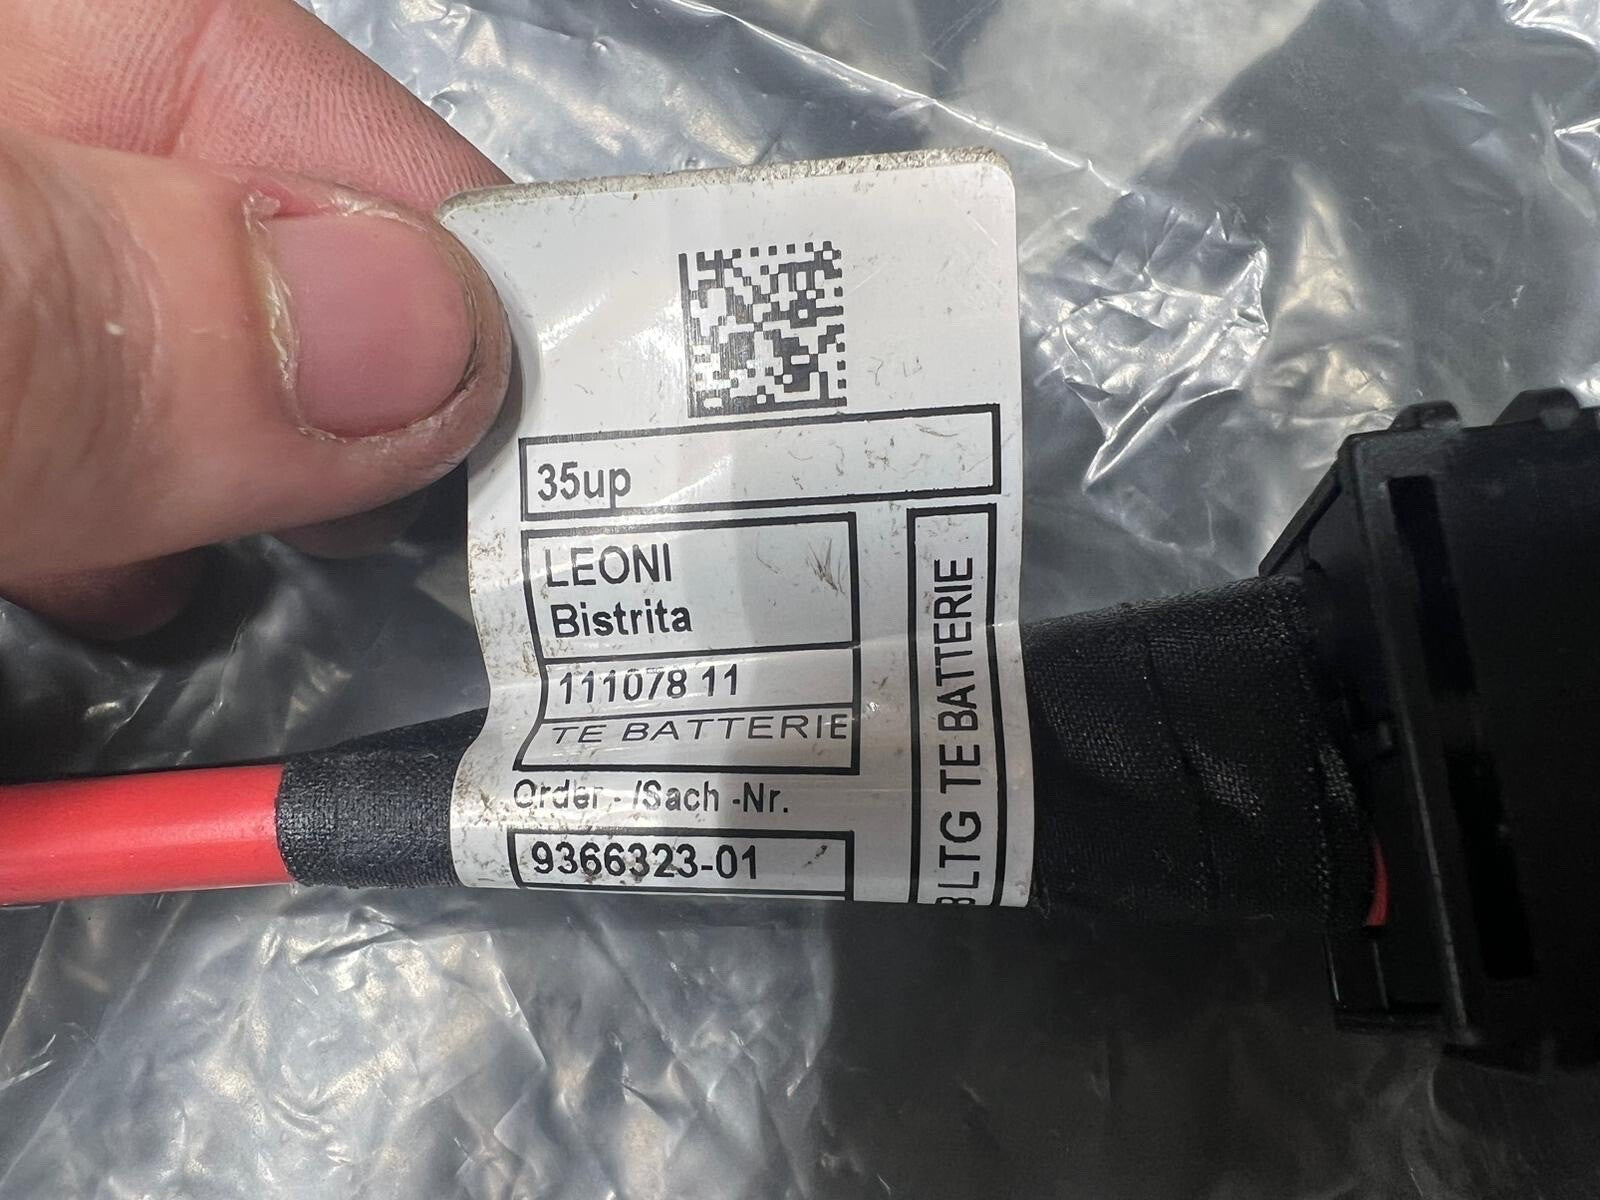 35up
LEONI
Bistrita
111078 11
TE BATTERIE
Order - /Sach -Nr.
9366323-01
BLTG TE BATTERIE